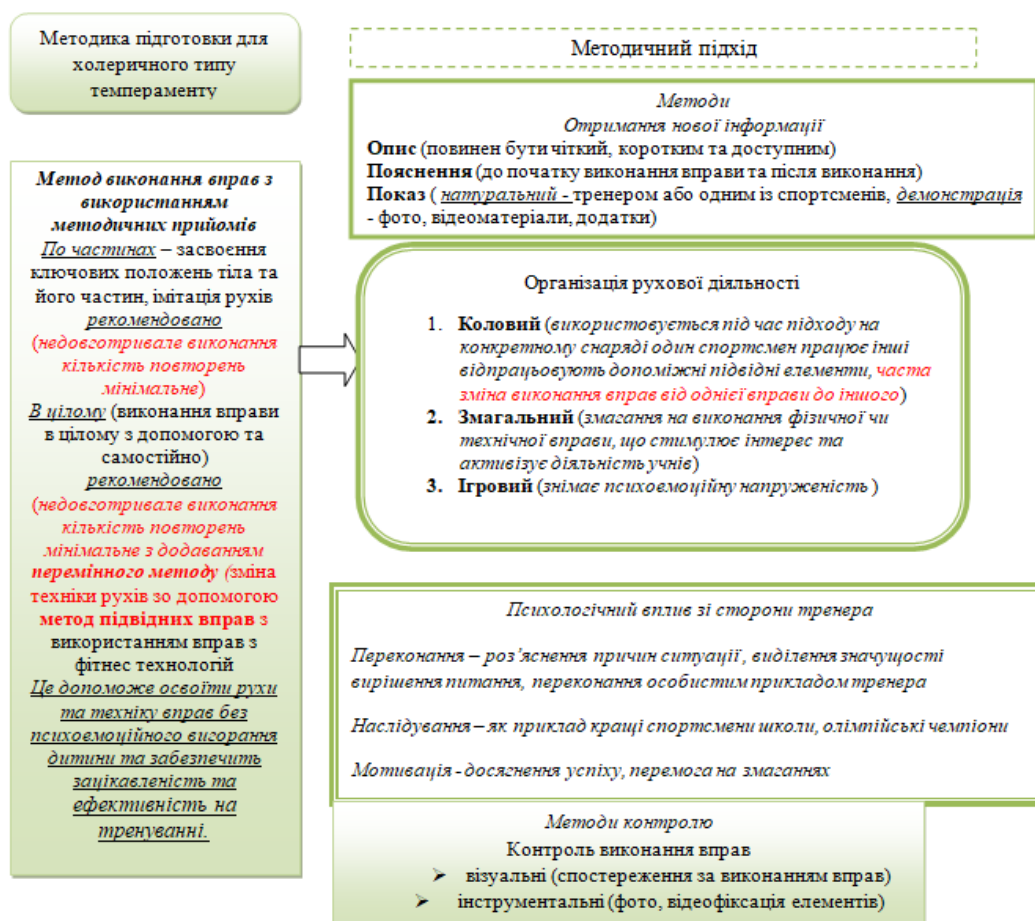 Методика підготовки для
холеричного типу
темпераменту
Метод виконання вправ з
використанням
методичних прийомів
По частинах – засвоєння
ключових положень тіла та
його частин, імітація рухів
рекомендовано
(недовготривале виконання
кількість повторень
мінімальне)
В цілому (виконання вправи
в цілому з допомогою та
самостійно)
рекомендовано
(недовготривале виконання
кількість повторень
мінімальне з додаванням
перемінного методу (зміна
техніки рухів зо допомогою
метод підвідних вправ з
використанням вправ з
фітнес технологій
Це допоможе освоїти рухи
та техніку вправ без
психоемоційного вигорання
дитини та забезпечить
зацікавленість та
ефективність на
тренуванні.
Методичний підхід
Методи
Отримання нової інформації
Опис (повинен бути чіткий, коротким та доступним)
Пояснення (до початку виконання вправи та після виконання)
Показ ( натуральний - тренером або одним із спортсменів, демонстрація
- фото, відеоматеріали, додатки)
Організація рухової діяльності
1. Коловий (використовується під час підходу на
конкретному снаряді один спортсмен працює інші
відпрацьовують допоміжні підвідні елементи, часта
зміна виконання вправ від однієї вправи до іншого)
2. Змагальний (змагання на виконання фізичної чи
технічної вправи, що стимулює інтерес та
активізує діяльність учнів)
3. Ігровий (знімає психоемоційну напруженість )
Психологічний вплив зі сторони тренера
Переконання – роз’яснення причин ситуації , виділення значущості
вирішення питання, переконання особистим прикладом тренера
Наслідування – як приклад кращі спортсмени школи, олімпійські чемпіони
Мотивація - досягнення успіху, перемога на змаганнях
Методи контролю
Контроль виконання вправ
➢ візуальні (спостереження за виконанням вправ)
➢ інструментальні (фото, відеофіксація елементів)